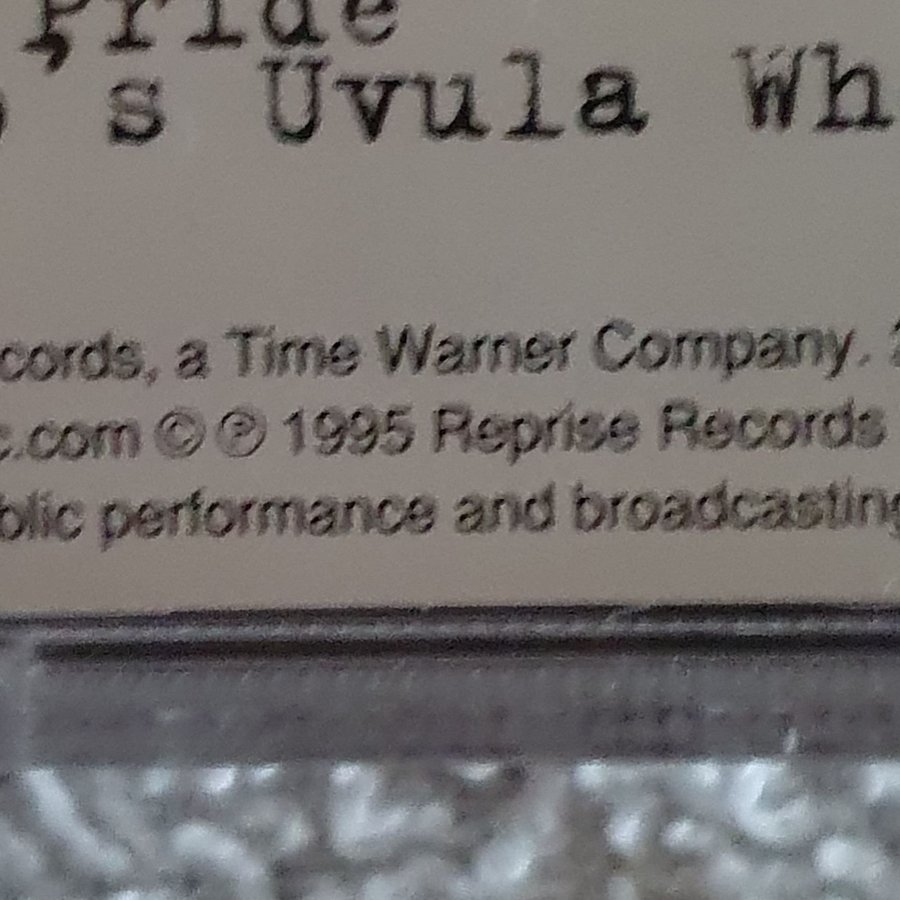 Pride
's Uvula Wh
cords, a Time Warner Company.
c.com © ℗ 1995 Reprise Records
blic performance and broadcasting